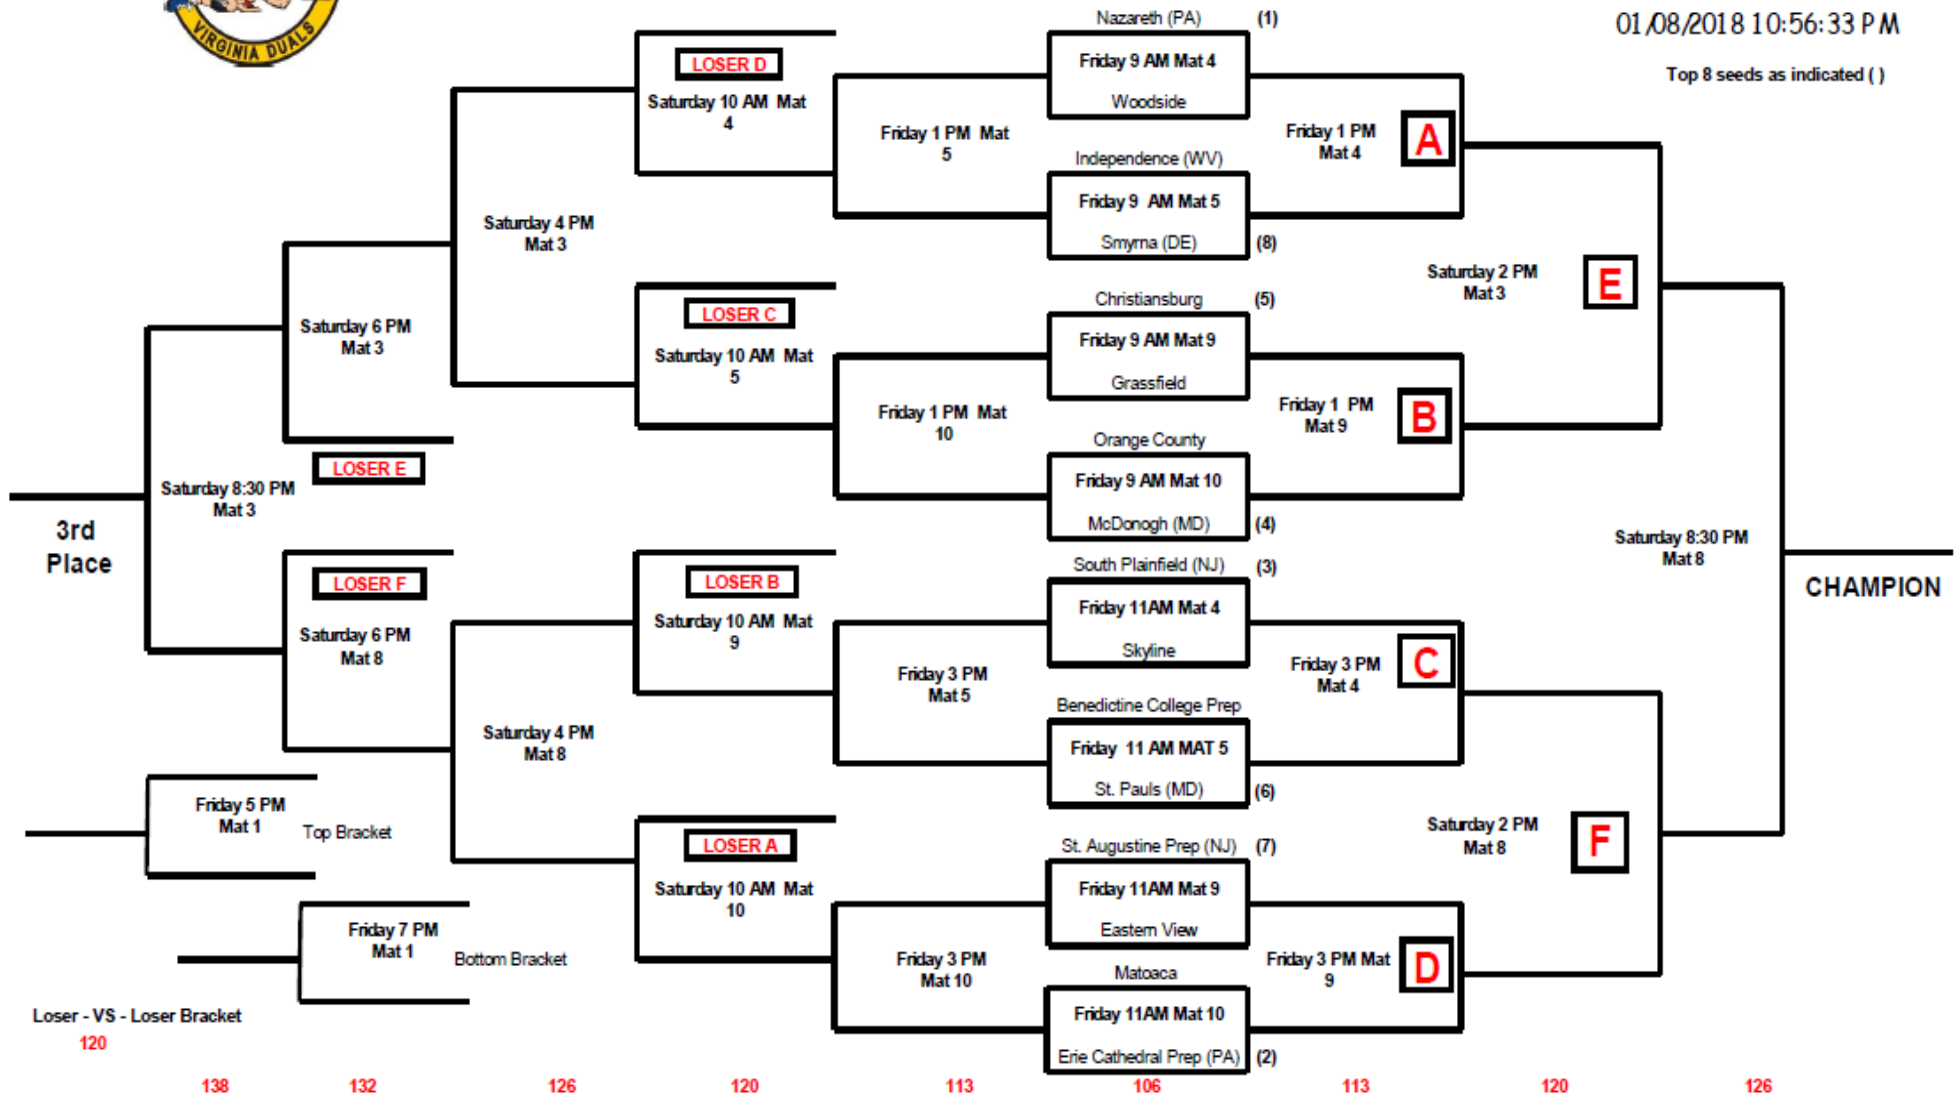 VIRGINIA DUALS
01/08/2018 10:56:33 PM
Top 8 seeds as indicated ( )
Nazareth (PA) (1)
Friday 9 AM Mat 4
Woodside
Independence (WV)
Friday 9 AM Mat 5
Smyrna (DE) (8)
Christiansburg (5)
Friday 9 AM Mat 9
Grassfield
Orange County
Friday 9 AM Mat 10
McDonogh (MD) (4)
South Plainfield (NJ) (3)
Friday 11AM Mat 4
Skyline
Benedictine College Prep
Friday 11 AM MAT 5
St. Pauls (MD) (6)
St. Augustine Prep (NJ) (7)
Friday 11AM Mat 9
Eastern View
Matoaca
Friday 11AM Mat 10
Erie Cathedral Prep (PA) (2)
Friday 1 PM
Mat 4
A
Friday 1 PM
Mat 9
B
Friday 3 PM
Mat 4
C
Friday 3 PM Mat
9
D
Saturday 2 PM
Mat 3
E
Saturday 2 PM
Mat 8
F
Saturday 8:30 PM
Mat 8
CHAMPION
Friday 1 PM Mat
5
Friday 1 PM Mat
10
Friday 3 PM
Mat 5
Friday 3 PM
Mat 10
LOSER D
Saturday 10 AM Mat
4
LOSER C
Saturday 10 AM Mat
5
LOSER B
Saturday 10 AM Mat
9
LOSER A
Saturday 10 AM Mat
10
Saturday 4 PM
Mat 3
Saturday 4 PM
Mat 8
Saturday 6 PM
Mat 3
LOSER E
LOSER F
Saturday 6 PM
Mat 8
Saturday 8:30 PM
Mat 3
3rd
Place
Friday 5 PM
Mat 1
Top Bracket
Friday 7 PM
Mat 1
Bottom Bracket
Loser - VS - Loser Bracket
120
138 132 126 120 113 106 113 120 126